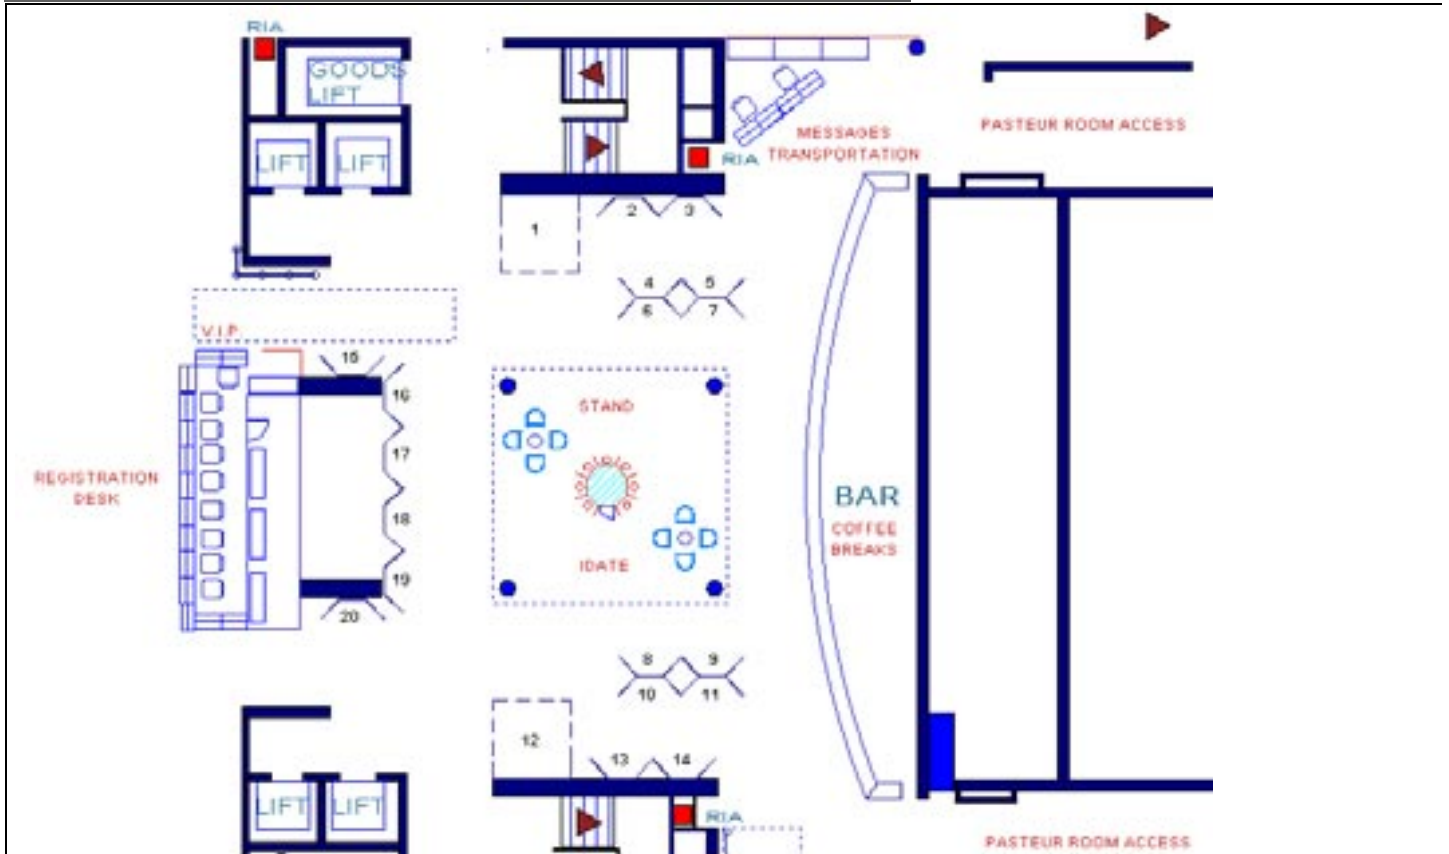 RIA
GOODS
LIFT
LIFT
LIFT
MESSAGES
TRANSPORTATION
RIA
PASTEUR ROOM ACCESS
1
2
3
4
5
6
7
V.I.P.
15
16
17
18
19
20
REGISTRATION
DESK
STAND
IDATE
BAR
COFFEE
BREAKS
8
9
10
11
12
13
14
LIFT
LIFT
RIA
PASTEUR ROOM ACCESS